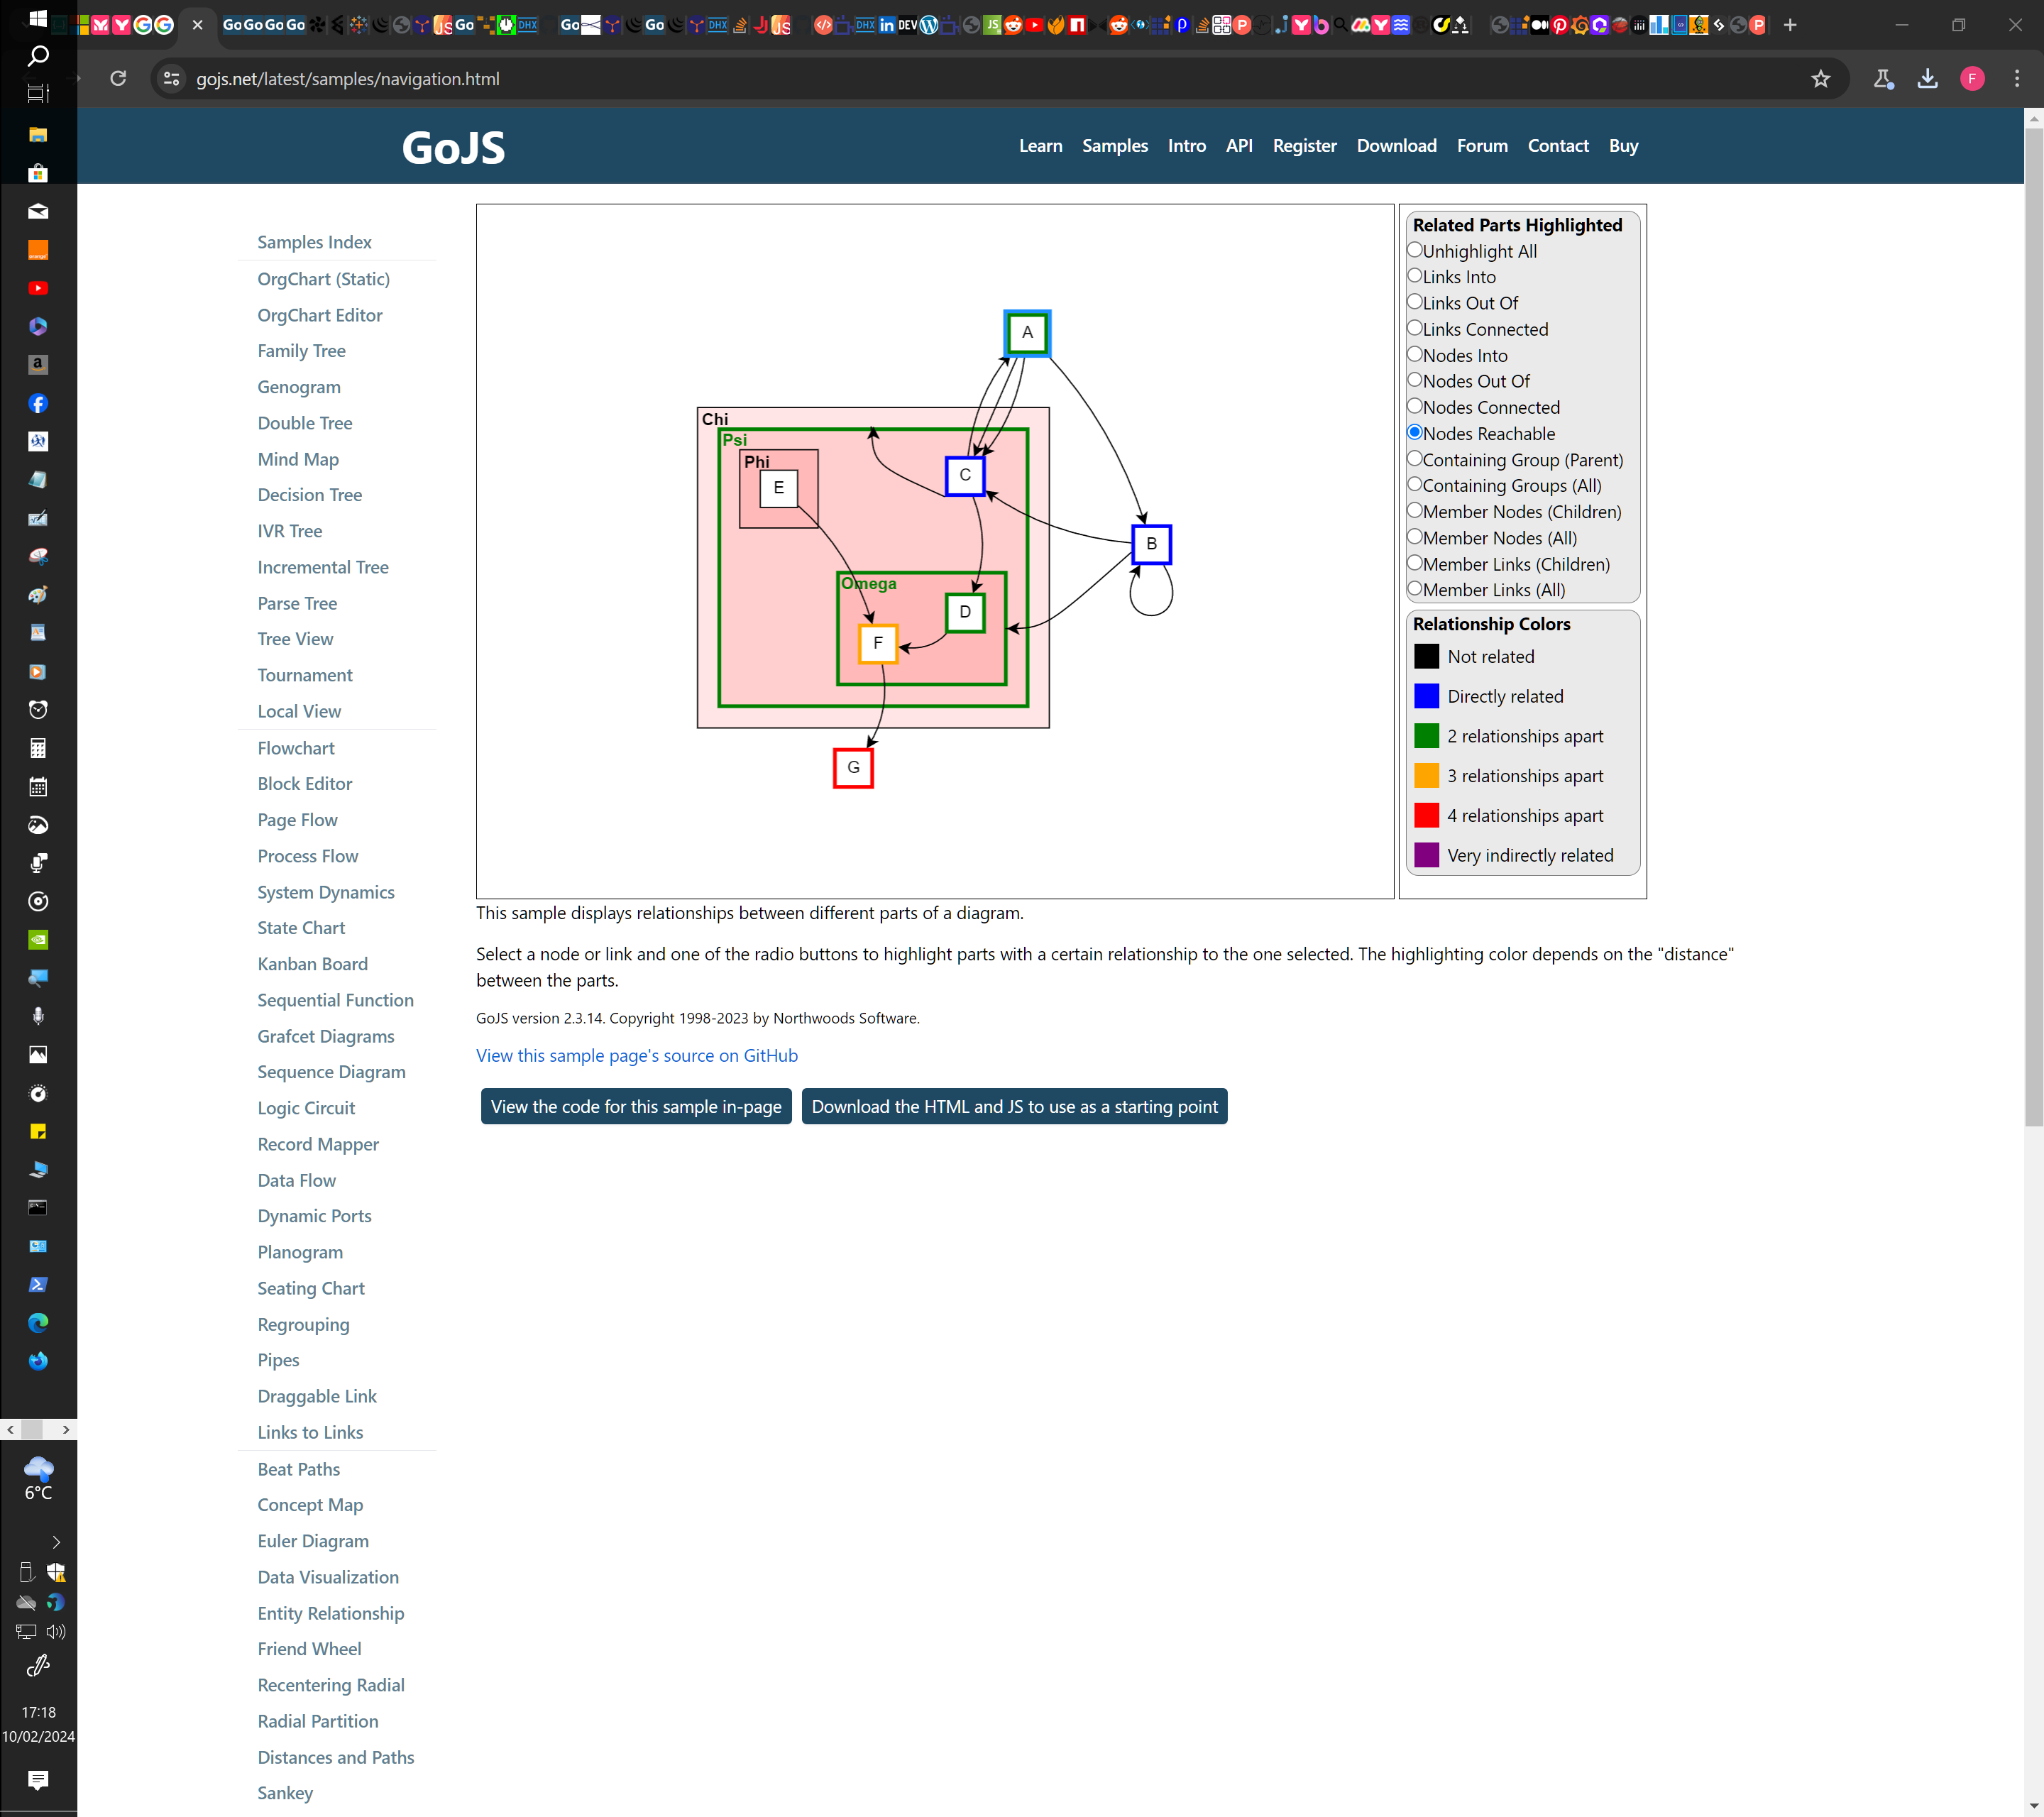 gojs.net/latest/samples/navigation.html
F
GoJS
Learn Samples Intro API Register Download Forum Contact Buy
Samples Index
OrgChart (Static)
OrgChart Editor
Family Tree
Genogram
Double Tree
Mind Map
Decision Tree
IVR Tree
Incremental Tree
Parse Tree
Tree View
Tournament
Local View
Flowchart
Block Editor
Page Flow
Process Flow
System Dynamics
State Chart
Kanban Board
Sequential Function
Grafcet Diagrams
Sequence Diagram
Logic Circuit
Record Mapper
Data Flow
Dynamic Ports
Planogram
Seating Chart
Regrouping
Pipes
Draggable Link
Links to Links
Beat Paths
Concept Map
Euler Diagram
Data Visualization
Entity Relationship
Friend Wheel
Recentering Radial
Radial Partition
Distances and Paths
Sankey
A
Chi
Psi
Phi
E
C
B
Omega
D
F
G
Related Parts Highlighted
Unhighlight All
Links Into
Links Out Of
Links Connected
Nodes Into
Nodes Out Of
Nodes Connected
Nodes Reachable
Containing Group (Parent)
Containing Groups (All)
Member Nodes (Children)
Member Nodes (All)
Member Links (Children)
Member Links (All)
Relationship Colors
Not related
Directly related
2 relationships apart
3 relationships apart
4 relationships apart
Very indirectly related
This sample displays relationships between different parts of a diagram.
Select a node or link and one of the radio buttons to highlight parts with a certain relationship to the one selected. The highlighting color depends on the "distance"
between the parts.
GoJS version 2.3.14. Copyright 1998-2023 by Northwoods Software.
View this sample page's source on GitHub
View the code for this sample in-page
Download the HTML and JS to use as a starting point
6°C
17:18
10/02/2024